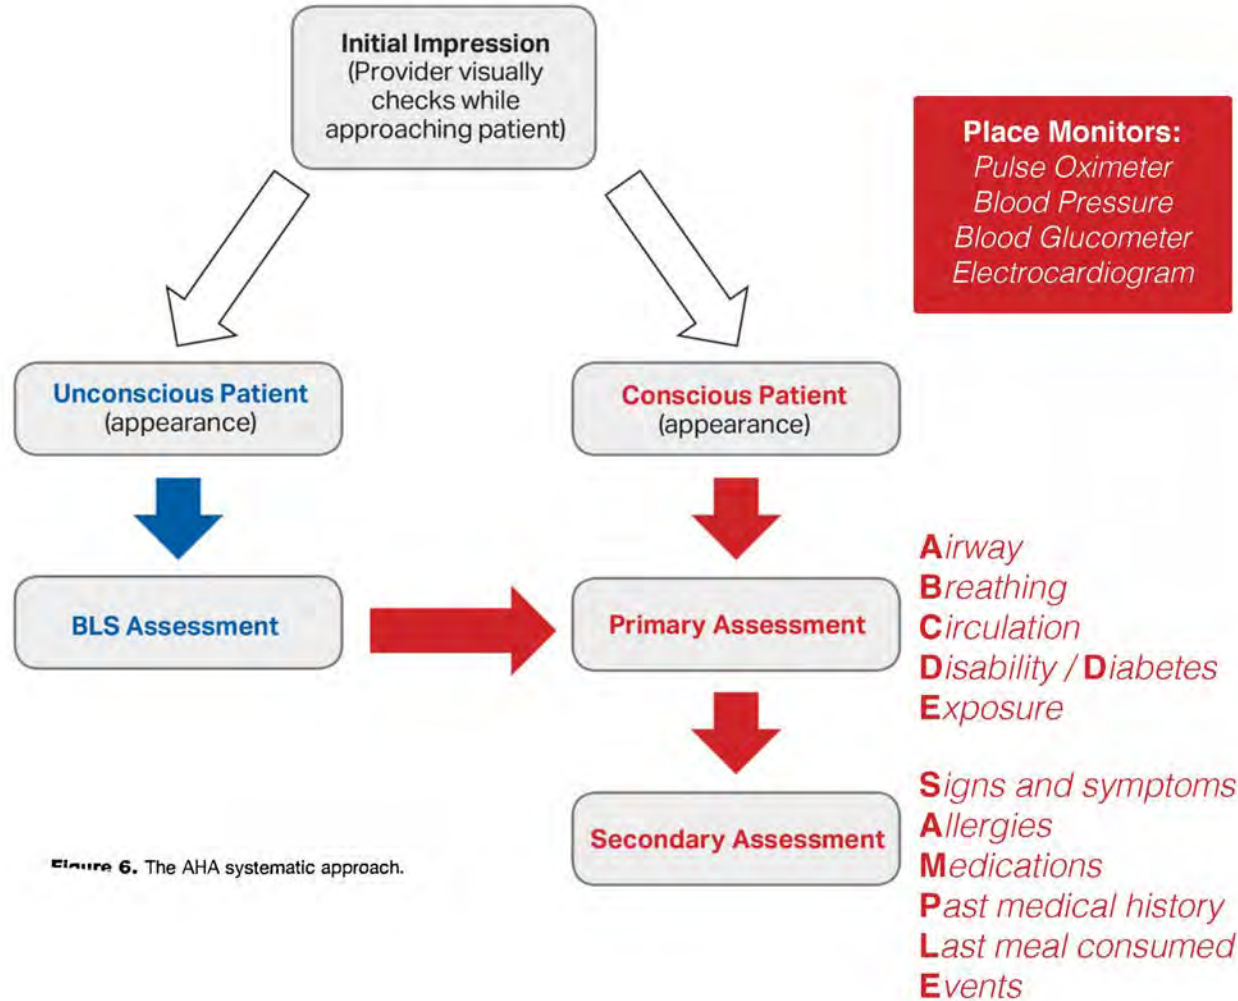 Initial Impression
(Provider visually
checks while
approaching patient)
Place Monitors:
Pulse Oximeter
Blood Pressure
Blood Glucometer
Electrocardiogram
Unconscious Patient
(appearance)
Conscious Patient
(appearance)
BLS Assessment
Primary Assessment
Airway
Breathing
Circulation
Disability / Diabetes
Exposure
Secondary Assessment
Signs and symptoms
Allergies
Medications
Past medical history
Last meal consumed
Events
Figure 6. The AHA systematic approach.